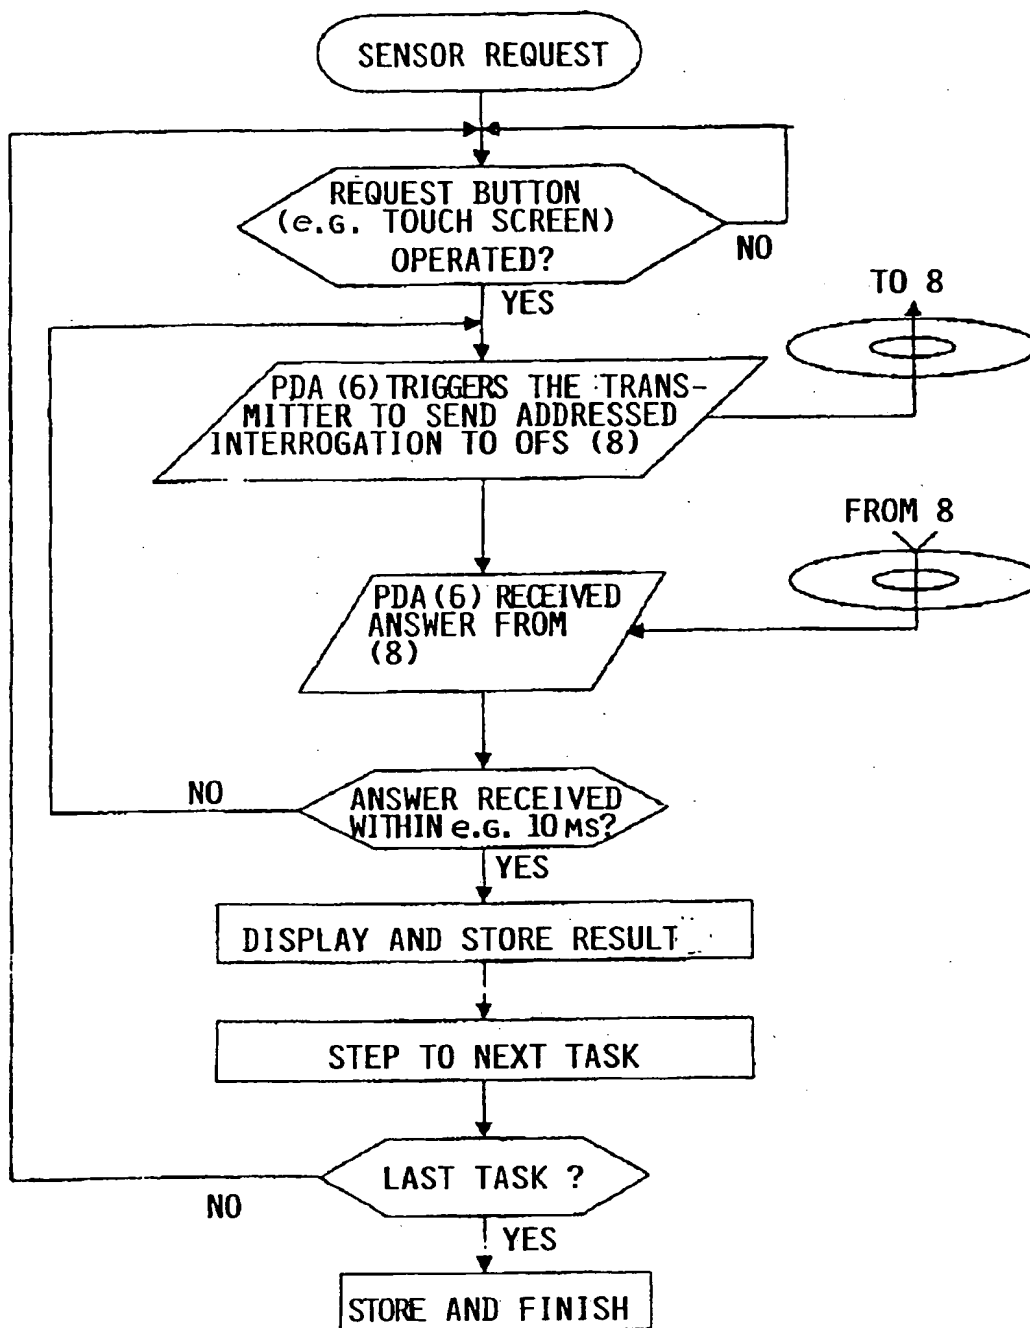 SENSOR REQUEST
REQUEST BUTTON
(e.G. TOUCH SCREEN)
OPERATED?
NO
YES
TO 8
PDA (6) TRIGGERS THE TRANS-
MITTER TO SEND ADDRESSED
INTERROGATION TO OFS (8)
FROM 8
PDA (6) RECEIVED
ANSWER FROM
(8)
NO
ANSWER RECEIVED
WITHIN e.G. 10 MS?
YES
DISPLAY AND STORE RESULT
STEP TO NEXT TASK
LAST TASK ?
NO
YES
STORE AND FINISH